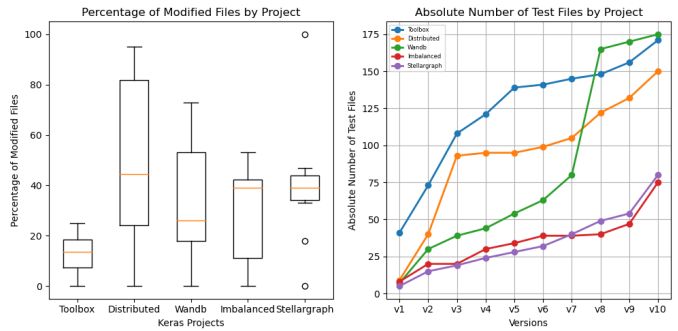 Percentage of Modified Files by Project
Percentage of Modified Files
100
80
60
40
20
0
Toolbox Distributed Wandb Imbalanced Stellargraph
Keras Projects
Absolute Number of Test Files by Project
Absolute Number of Test Files
175
150
125
100
75
50
25
0
Toolbox
Distributed
Wandb
Imbalanced
Stellargraph
v1 v2 v3 v4 v5 v6 v7 v8 v9 v10
Versions